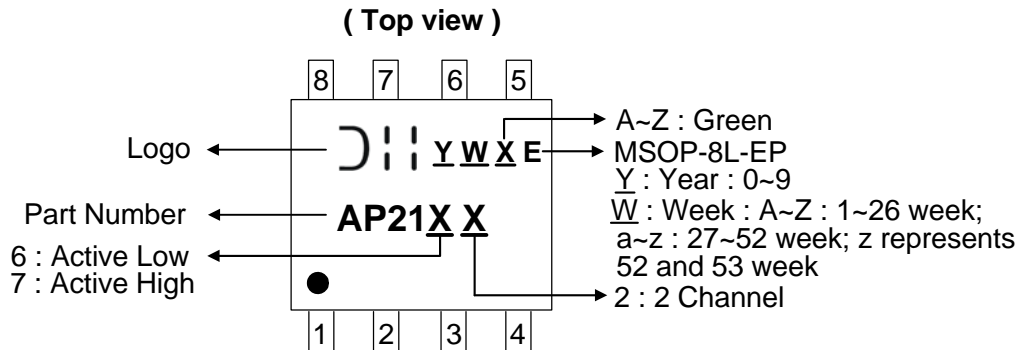 ( Top view )
8 7 6 5
Logo
Y W X E
A~Z : Green
MSOP-8L-EP
Y : Year : 0~9
W : Week : A~Z : 1~26 week;
a~z : 27~52 week; z represents
52 and 53 week
Part Number
AP21X X
6 : Active Low
7 : Active High
2 : 2 Channel
1 2 3 4